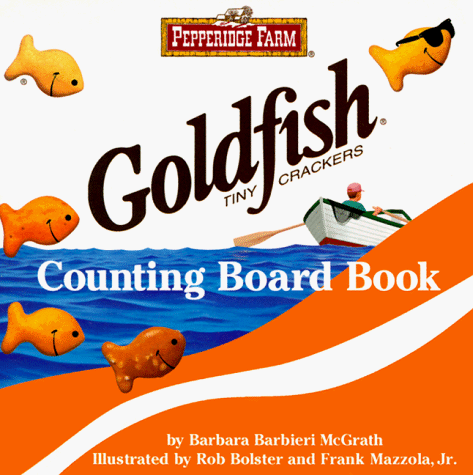 PEPPERIDGE FARM®
Goldfish®
TINY CRACKERS
Counting Board Book
by Barbara Barbieri McGrath
Illustrated by Rob Bolster and Frank Mazzola, Jr.